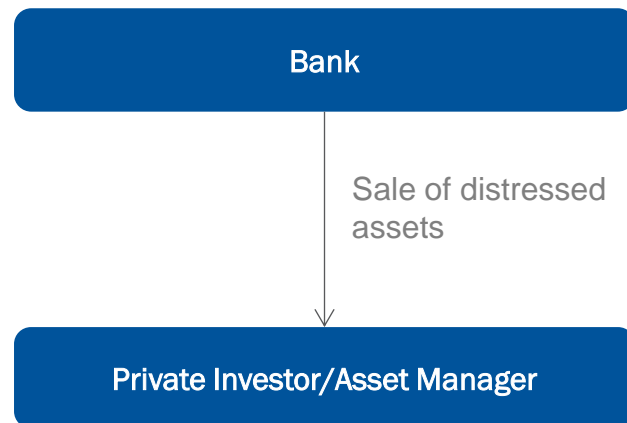 Bank
Sale of distressed
assets
Private Investor/Asset Manager